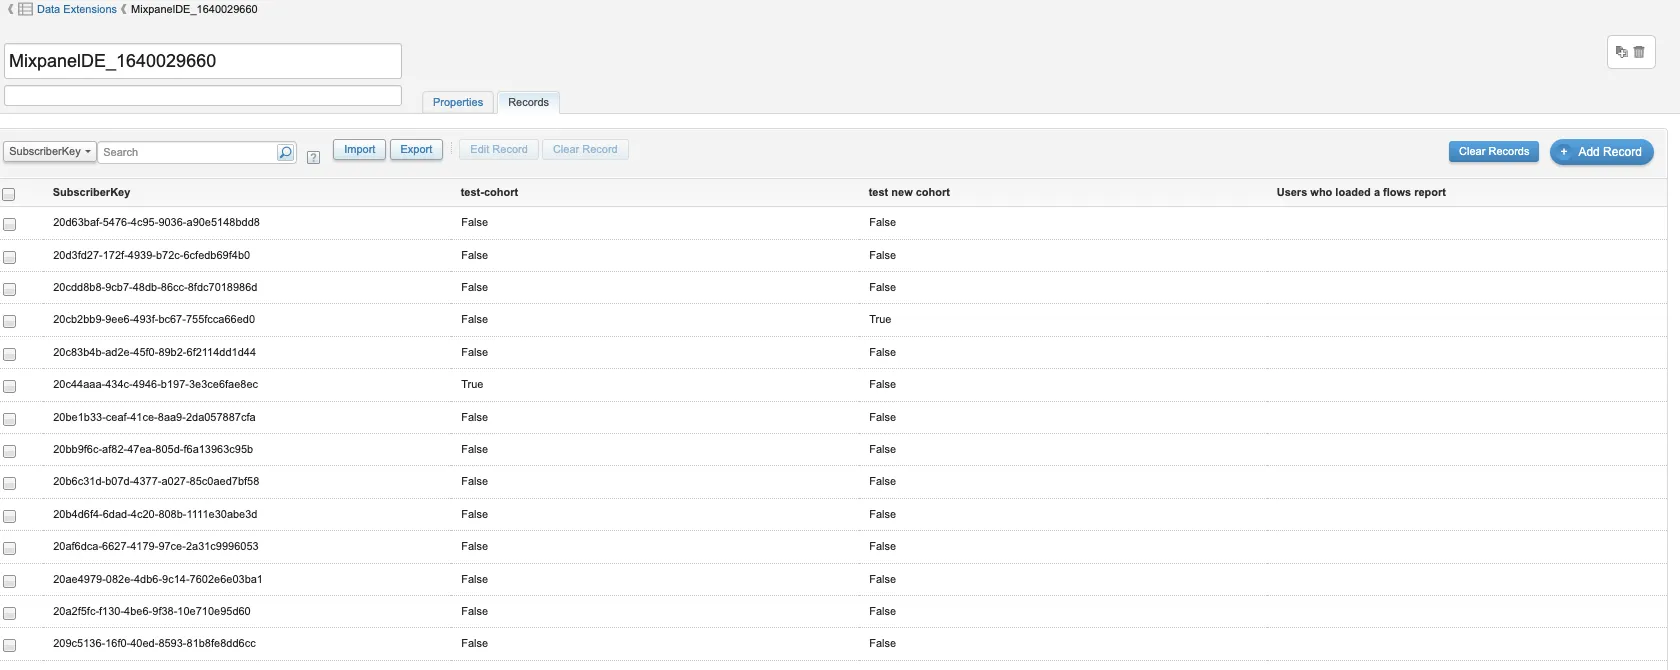 Data Extensions MixpanelDE_1640029660
MixpanelDE_1640029660
Properties Records
SubscriberKey Search ? Import Export Edit Record Clear Record Clear Records + Add Record
SubscriberKey test-cohort test new cohort Users who loaded a flows report
20d63baf-5476-4c95-9036-a90e5148bdd8 False False
20d3fd27-172f-4939-b72c-6cfedb69f4b0 False False
20cdd8b8-9cb7-48db-86cc-8fdc7018986d False False
20cb2bb9-9ee6-493f-bc67-755fcca66ed0 False True
20c83b4b-ad2e-45f0-89b2-6f2114dd1d44 False False
20c44aaa-434c-4946-b197-3e3ce6fae8ec True False
20be1b33-ceaf-41ce-8aa9-2da057887cfa False False
20bb9f6c-af82-47ea-805d-f6a13963c95b False False
20b6c31d-b07d-4377-a027-85c0aed7bf58 False False
20b4d6f4-6dad-4c20-808b-1111e30abe3d False False
20af6dca-6627-4179-97ce-2a31c9996053 False False
20ae4979-082e-4db6-9c14-7602e6e03ba1 False False
20a2f5fc-f130-4be6-9f38-10e710e95d60 False False
209c5136-16f0-40ed-8593-81b8fe8dd6cc False False